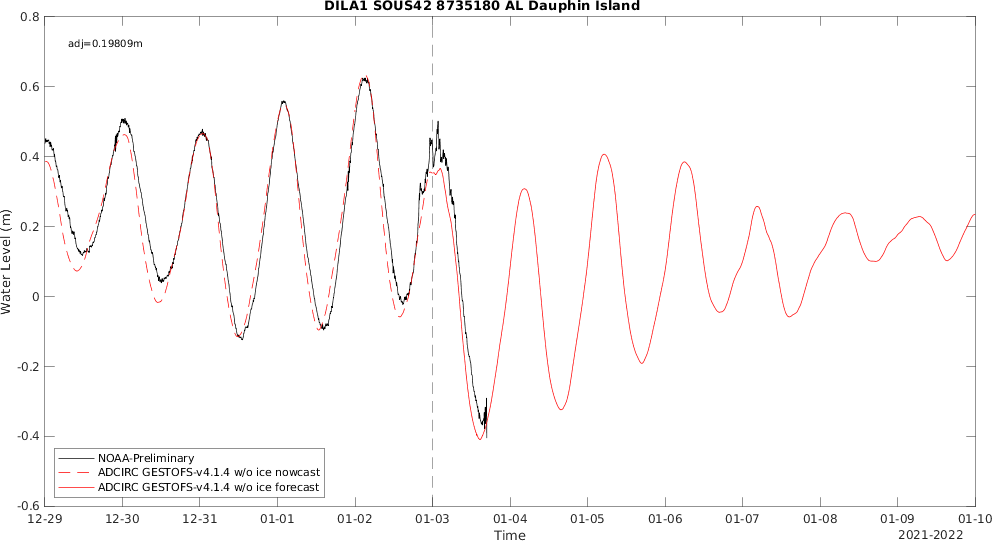 DILA1 SOUS42 8735180 AL Dauphin Island
adj=0.19809m
0.8
0.6
0.4
0.2
0
-0.2
-0.4
-0.6
Water Level (m)
NOAA-Preliminary
ADCIRC GESTOFS-v4.1.4 w/o ice nowcast
ADCIRC GESTOFS-v4.1.4 w/o ice forecast
12-29 12-30 12-31 01-01 01-02 01-03 01-04 01-05 01-06 01-07 01-08 01-09 01-10
Time
2021-2022